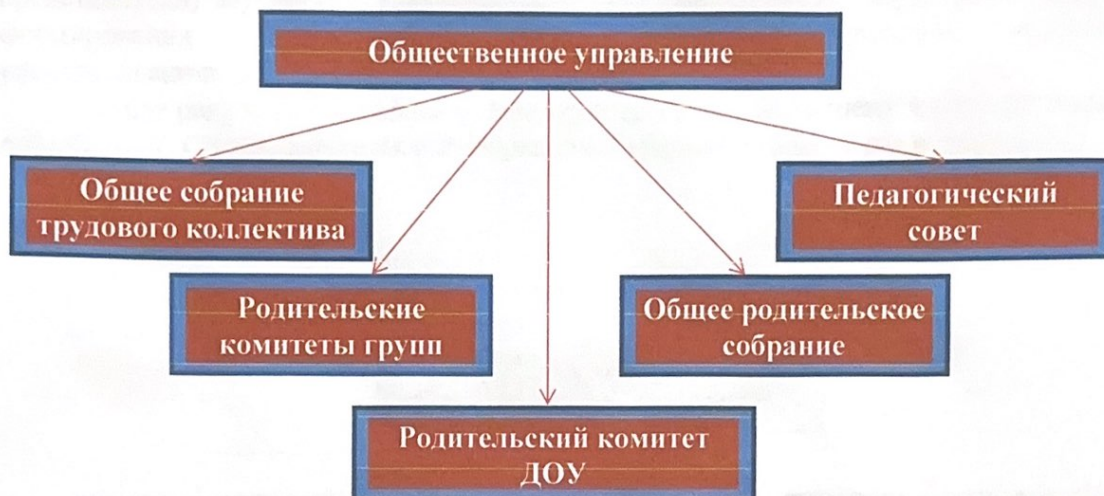 Общественное управление
Общее собрание
трудового коллектива
Педагогический
совет
Родительские
комитеты групп
Общее родительское
собрание
Родительский комитет
ДОУ